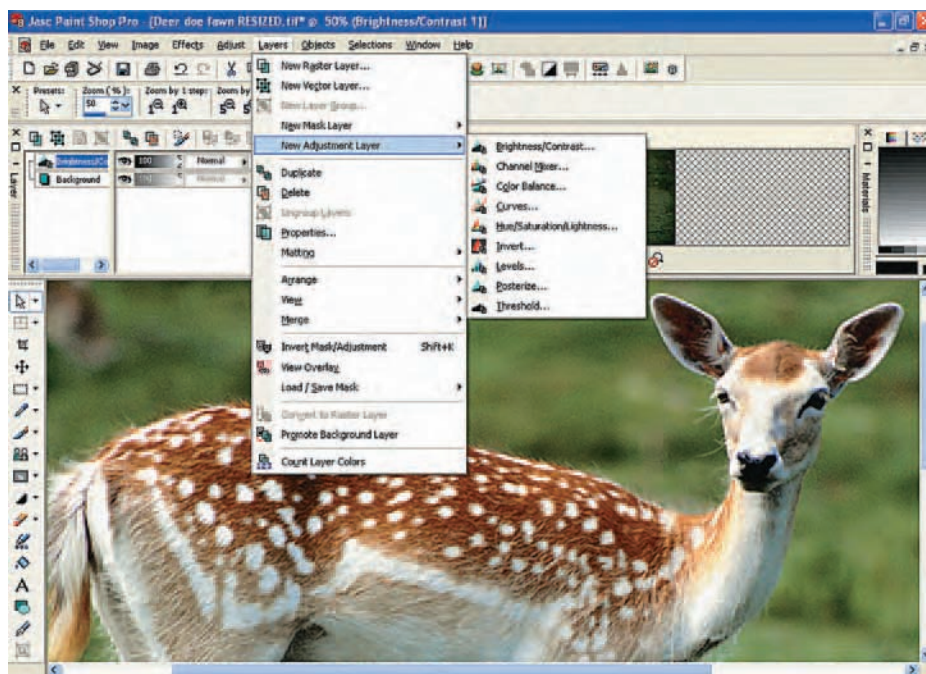 Jasc Paint Shop Pro - [Deer doe fawn RESIZED.tif* @ 50% (Brightness/Contrast 1)]
File Edit View Image Effects Adjust Layers Objects Selections Window Help
Presets: Zoom (%): Zoom by 1 step: Zoom by
50
New Raster Layer...
New Vector Layer...
New Layer Group...
New Mask Layer
New Adjustment Layer
Duplicate
Delete
Ungroup Layers
Properties...
Matting
Arrange
View
Merge
Invert Mask/Adjustment Shift+K
View Overlay
Load / Save Mask
Convert to Raster Layer
Promote Background Layer
Count Layer Colors
Brightness/Contrast...
Channel Mixer...
Color Balance...
Curves...
Hue/Saturation/Lightness...
Invert...
Levels...
Posterize...
Threshold...
Layer
Brightness/Co 100 Normal
Background
Materials